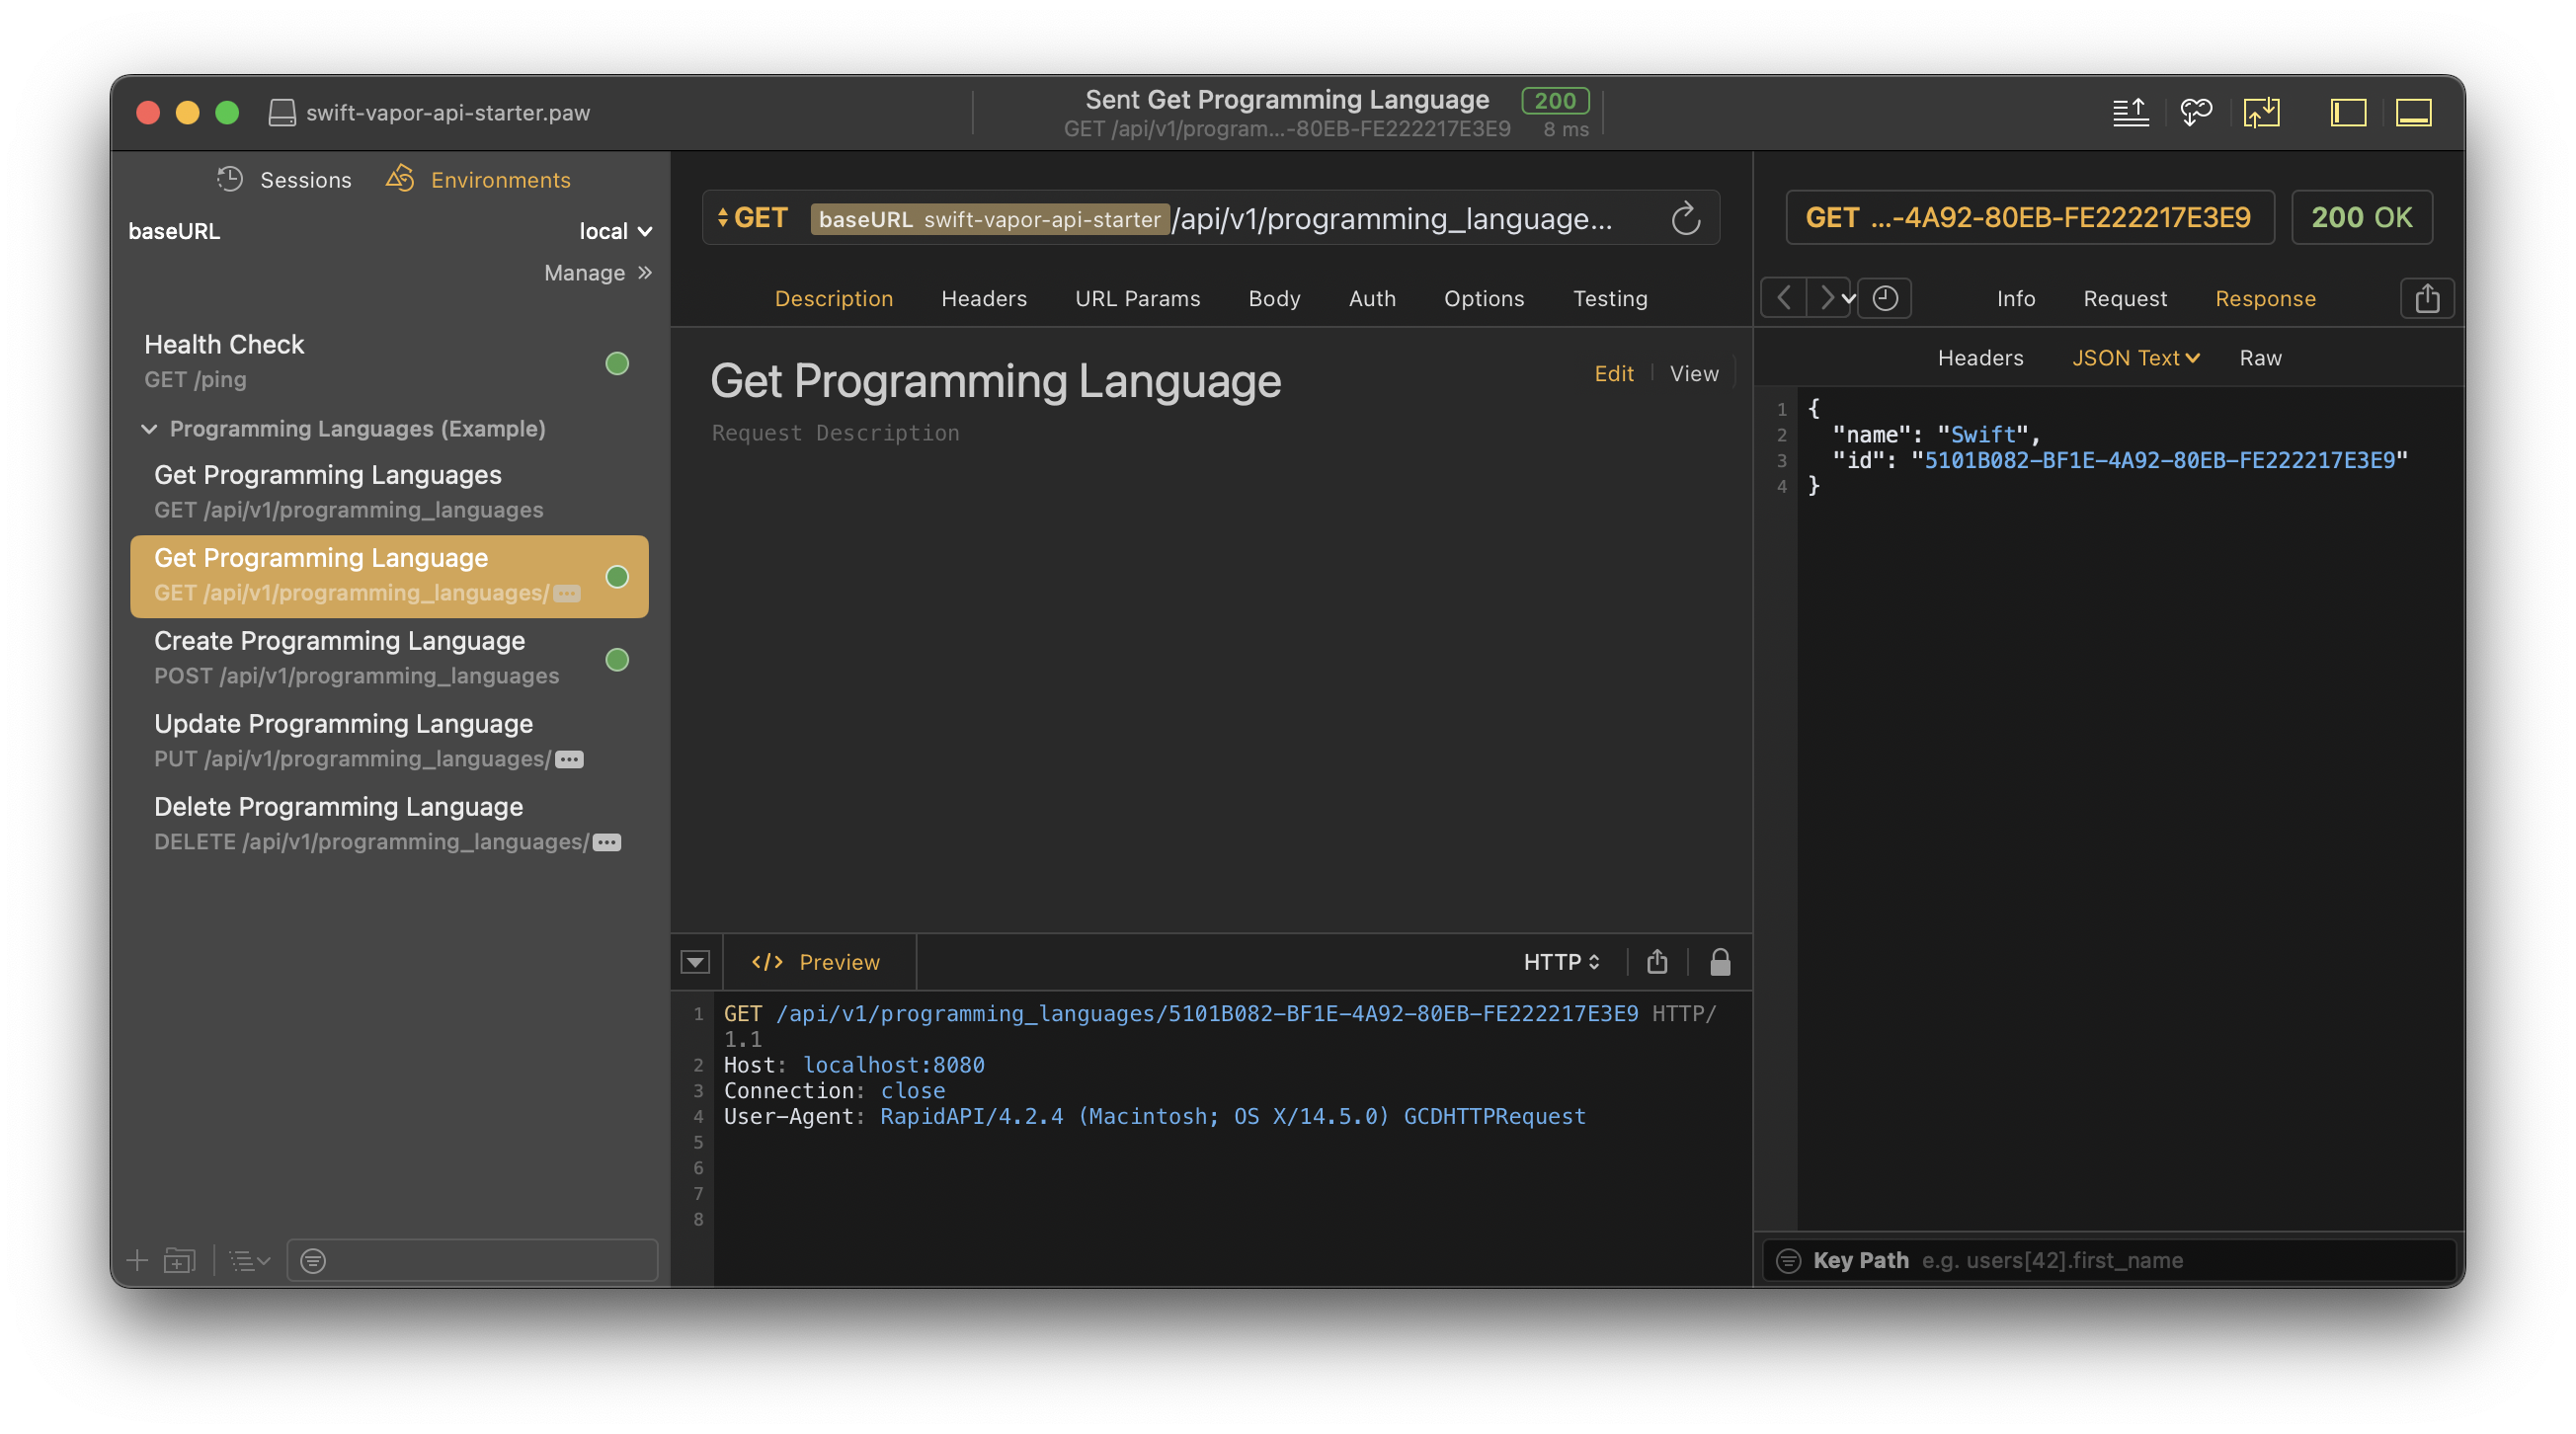 swift-vapor-api-starter.paw
Sent Get Programming Language 200
GET /api/v1/program...-80EB-FE222217E3E9 8 ms
Sessions Environments
baseURL local
Manage »
Health Check
GET /ping
Programming Languages (Example)
Get Programming Languages
GET /api/v1/programming_languages
Get Programming Language
GET /api/v1/programming_languages/
Create Programming Language
POST /api/v1/programming_languages
Update Programming Language
PUT /api/v1/programming_languages/
Delete Programming Language
DELETE /api/v1/programming_languages/
GET baseURL swift-vapor-api-starter/api/v1/programming_language...
Description Headers URL Params Body Auth Options Testing
Get Programming Language
Edit View
Request Description
</> Preview HTTP
1 GET /api/v1/programming_languages/5101B082-BF1E-4A92-80EB-FE222217E3E9 HTTP/
1.1
2 Host: localhost:8080
3 Connection: close
4 User-Agent: RapidAPI/4.2.4 (Macintosh; OS X/14.5.0) GCDHTTPRequest
5
6
7
8
GET ...-4A92-80EB-FE222217E3E9 200 OK
Info Request Response
Headers JSON Text Raw
1 {
2 "name": "Swift",
3 "id": "5101B082-BF1E-4A92-80EB-FE222217E3E9"
4 }
Key Path e.g. users[42].first_name